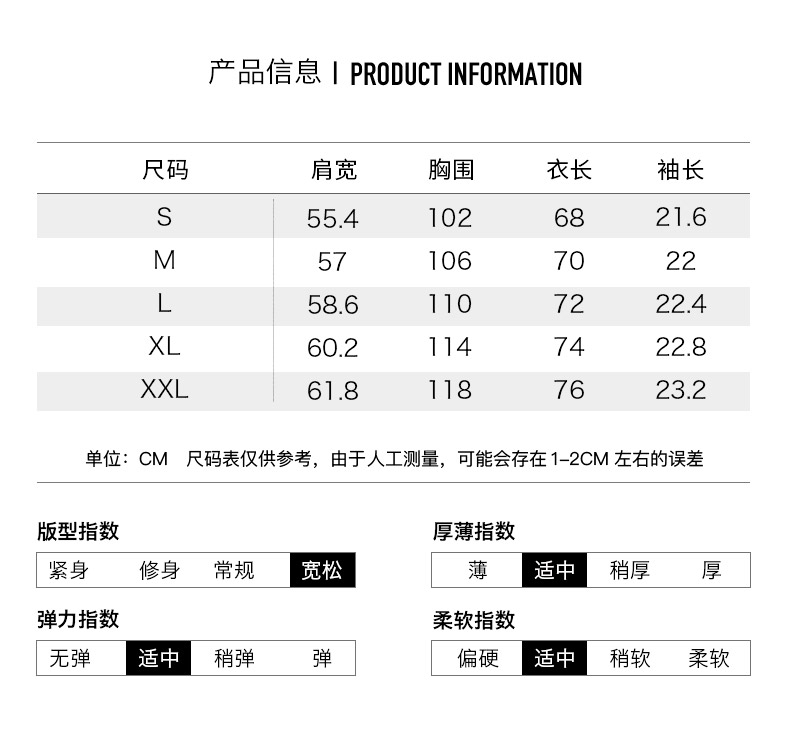 产品信息 | PRODUCT INFORMATION
尺码 肩宽 胸围 衣长 袖长
S 55.4 102 68 21.6
M 57 106 70 22
L 58.6 110 72 22.4
XL 60.2 114 74 22.8
XXL 61.8 118 76 23.2
单位：CM 尺码表仅供参考，由于人工测量，可能会存在1-2CM 左右的误差
版型指数 厚薄指数
紧身 修身 常规 宽松 薄 适中 稍厚 厚
弹力指数 柔软指数
无弹 适中 稍弹 弹 偏硬 适中 稍软 柔软